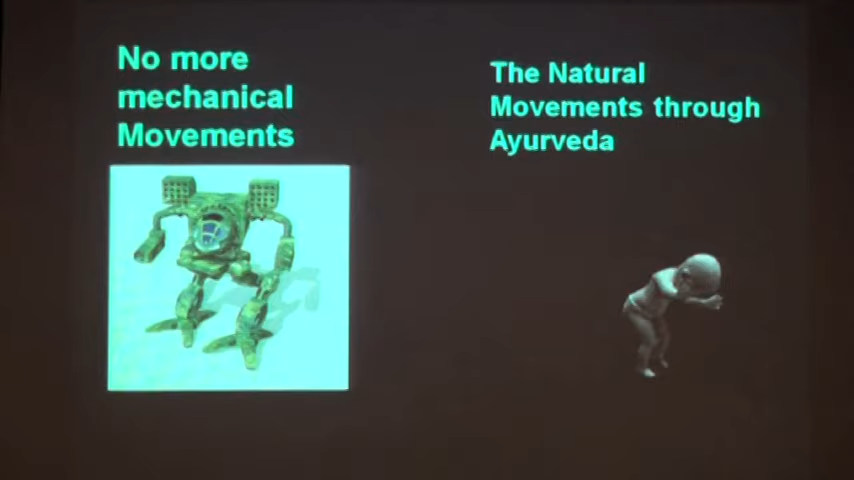 No more
mechanical
Movements
The Natural
Movements through
Ayurveda